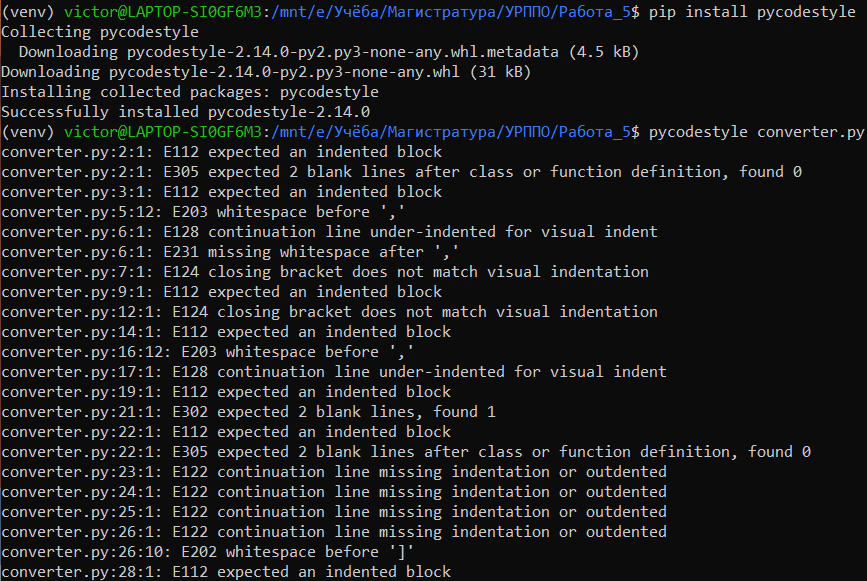 (venv) victor@LAPTOP-SI0GF6M3:/mnt/e/Учёба/Магистратура/УРППО/Работа_5$ pip install pycodestyle
Collecting pycodestyle
  Downloading pycodestyle-2.14.0-py2.py3-none-any.whl.metadata (4.5 kB)
Downloading pycodestyle-2.14.0-py2.py3-none-any.whl (31 kB)
Installing collected packages: pycodestyle
Successfully installed pycodestyle-2.14.0
(venv) victor@LAPTOP-SI0GF6M3:/mnt/e/Учёба/Магистратура/УРППО/Работа_5$ pycodestyle converter.py
converter.py:2:1: E112 expected an indented block
converter.py:2:1: E305 expected 2 blank lines after class or function definition, found 0
converter.py:3:1: E112 expected an indented block
converter.py:5:12: E203 whitespace before ','
converter.py:6:1: E128 continuation line under-indented for visual indent
converter.py:6:1: E231 missing whitespace after ','
converter.py:7:1: E124 closing bracket does not match visual indentation
converter.py:9:1: E112 expected an indented block
converter.py:12:1: E124 closing bracket does not match visual indentation
converter.py:14:1: E112 expected an indented block
converter.py:16:12: E203 whitespace before ','
converter.py:17:1: E128 continuation line under-indented for visual indent
converter.py:19:1: E112 expected an indented block
converter.py:21:1: E302 expected 2 blank lines, found 1
converter.py:22:1: E112 expected an indented block
converter.py:22:1: E305 expected 2 blank lines after class or function definition, found 0
converter.py:23:1: E122 continuation line missing indentation or outdented
converter.py:24:1: E122 continuation line missing indentation or outdented
converter.py:25:1: E122 continuation line missing indentation or outdented
converter.py:26:1: E122 continuation line missing indentation or outdented
converter.py:26:10: E202 whitespace before ']'
converter.py:28:1: E112 expected an indented block